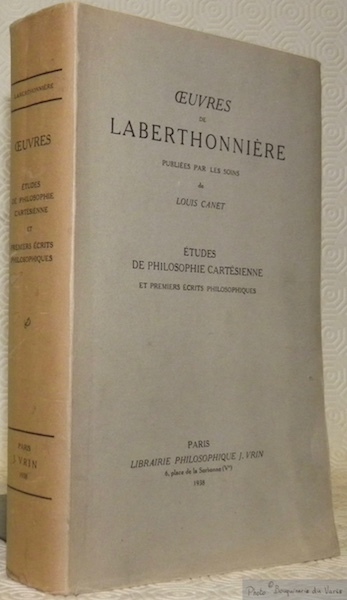 LABERTHONNIÈRE
ŒUVRES
ÉTUDES
DE PHILOSOPHIE
CARTÉSIENNE
ET
PREMIERS ÉCRITS
PHILOSOPHIQUES
PARIS
J. VRIN
1938
ŒUVRES
DE
LABERTHONNIÈRE
PUBLIÉES PAR LES SOINS
de
LOUIS CANET
ÉTUDES
DE PHILOSOPHIE CARTÉSIENNE
ET PREMIERS ÉCRITS PHILOSOPHIQUES
PARIS
LIBRAIRIE PHILOSOPHIQUE J. VRIN
6, place de la Sorbonne (Vᵉ)
1938
Photo © Bouquinerie du Varis